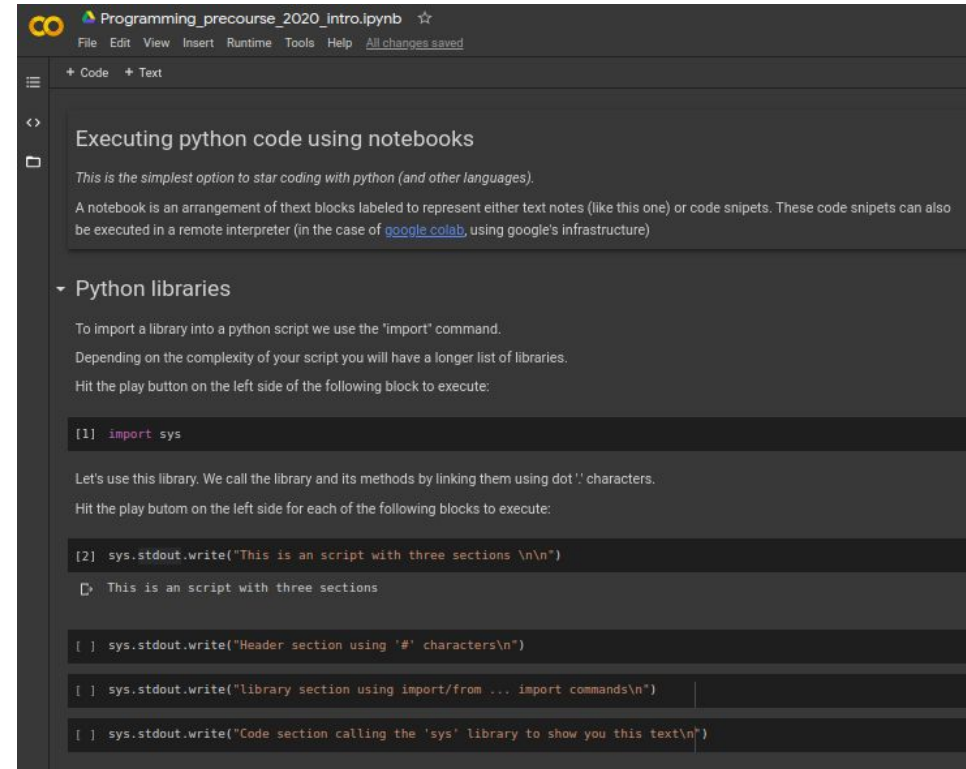 Programming_precourse_2020_intro.ipynb
File Edit View Insert Runtime Tools Help All changes saved
+ Code + Text
Executing python code using notebooks
This is the simplest option to star coding with python (and other languages).
A notebook is an arrangement of thext blocks labeled to represent either text notes (like this one) or code snipets. These code snipets can also
be executed in a remote interpreter (in the case of google colab, using google's infrastructure)
Python libraries
To import a library into a python script we use the "import" command.
Depending on the complexity of your script you will have a longer list of libraries.
Hit the play button on the left side of the following block to execute:
[1] import sys
Let's use this library. We call the library and its methods by linking them using dot '.' characters.
Hit the play butom on the left side for each of the following blocks to execute:
[2] sys.stdout.write("This is an script with three sections \n\n")
This is an script with three sections
[ ] sys.stdout.write("Header section using '#' characters\n")
[ ] sys.stdout.write("library section using import/from ... import commands\n")
[ ] sys.stdout.write("Code section calling the 'sys' library to show you this text\n")